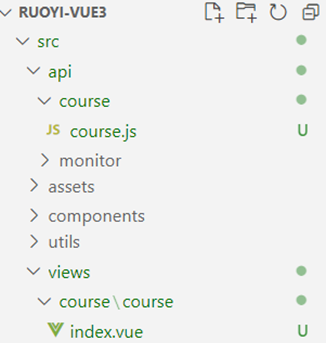 RUOYI-VUE3
src
api
course
JS course.js U
monitor
assets
components
utils
views
course\course
index.vue U